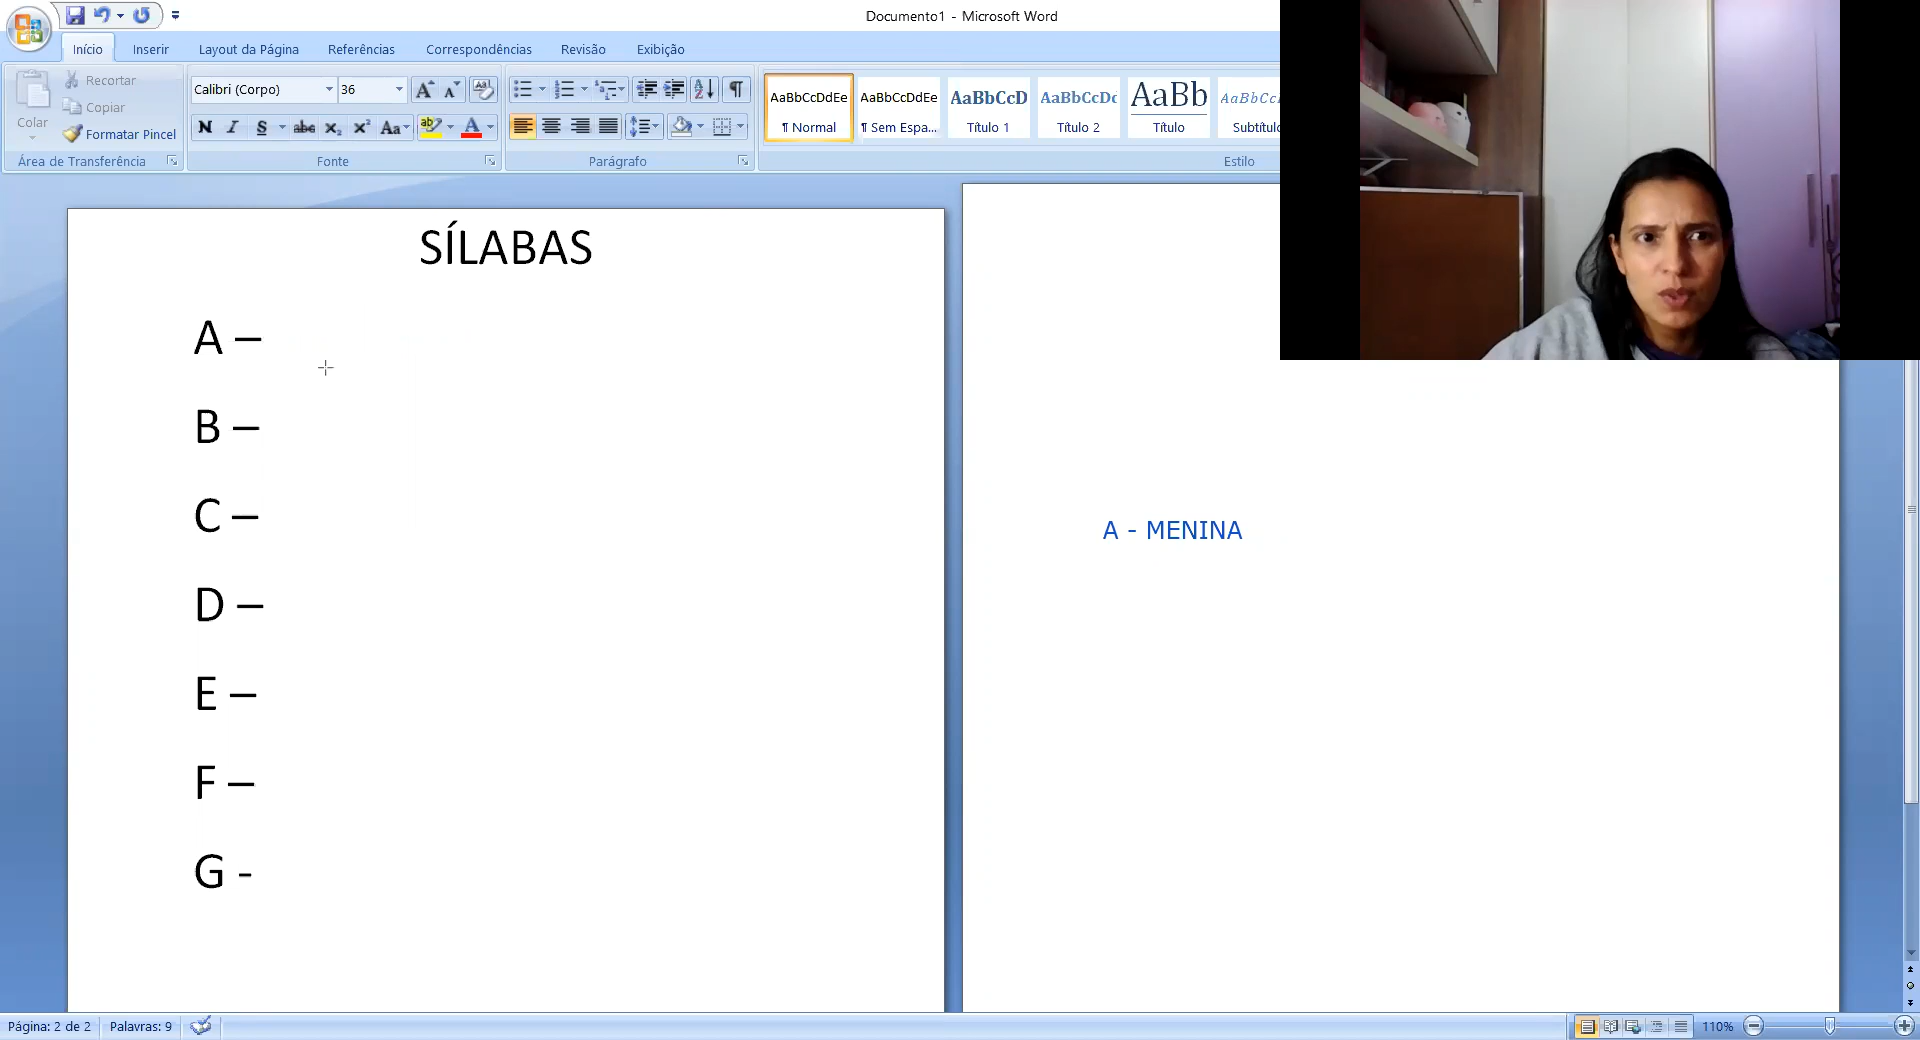 Documento1 - Microsoft Word
Início Inserir Layout da Página Referências Correspondências Revisão Exibição
Colar
Recortar
Copiar
Formatar Pincel
Área de Transferência
Calibri (Corpo) 36
Fonte
Parágrafo
AaBbCcDdEe AaBbCcDdEe AaBbCcD AaBbCcDc AaBb AaBbCcI
¶ Normal ¶ Sem Espa... Título 1 Título 2 Título Subtítulo
Estilo
SÍLABAS
A –
B –
C –
D –
E –
F –
G -
A - MENINA
Página: 2 de 2 Palavras: 9 110%